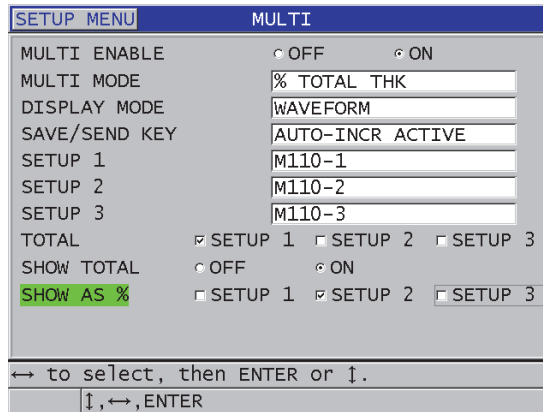 SETUP MENU MULTI
MULTI ENABLE OFF ON
MULTI MODE % TOTAL THK
DISPLAY MODE WAVEFORM
SAVE/SEND KEY AUTO-INCR ACTIVE
SETUP 1 M110-1
SETUP 2 M110-2
SETUP 3 M110-3
TOTAL SETUP 1 SETUP 2 SETUP 3
SHOW TOTAL OFF ON
SHOW AS % SETUP 1 SETUP 2 SETUP 3
↔ to select, then ENTER or ↕.
↕,↔,ENTER